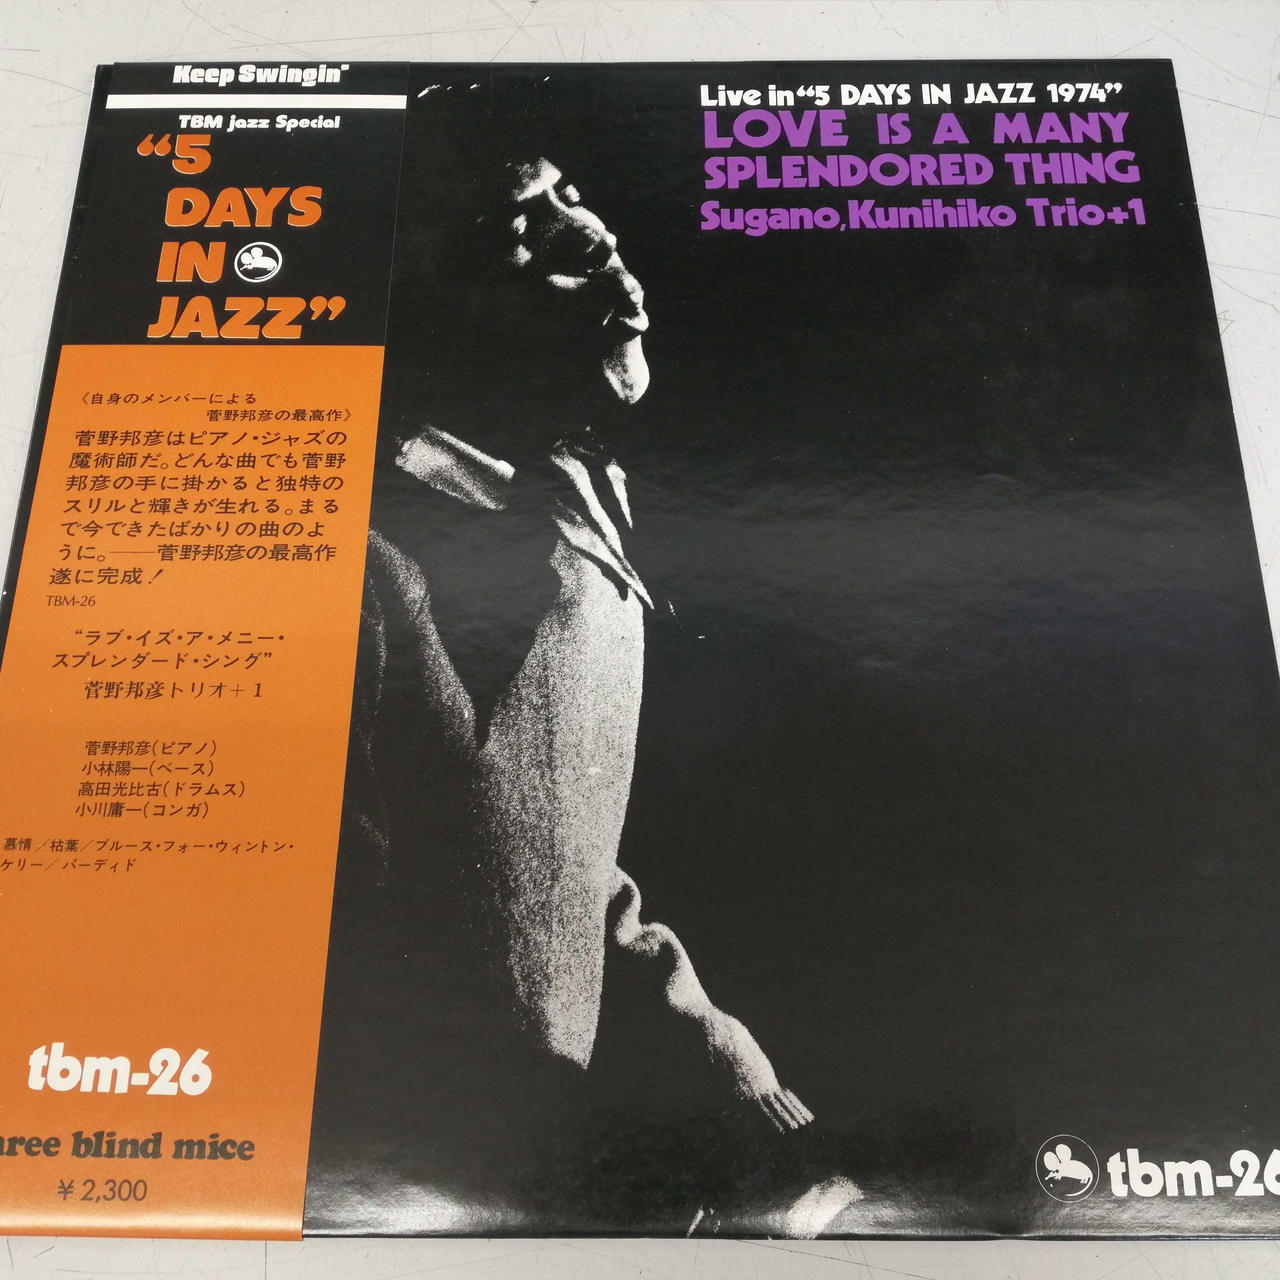 Keep Swingin'
TBM jazz Special
“5
DAYS
IN
JAZZ”
《自身のメンバーによる
菅野邦彦の最高作》
菅野邦彦はピアノ・ジャズの
魔術師だ。どんな曲でも菅野
邦彦の手に掛かると独特の
スリルと輝きが生れる。まる
で今できたばかりの曲のよ
うに。──菅野邦彦の最高作
遂に完成！
TBM-26
“ラブ・イズ・ア・メニー・
スプレンダード・シング”
菅野邦彦トリオ＋１
菅野邦彦（ピアノ）
小林陽一（ベース）
高田光比古（ドラムス）
小川庸一（コンガ）
慕情／枯葉／ブルース・フォー・ウィントン・
ケリー／パーディド
tbm-26
hree blind mice
¥2,300
Live in “5 DAYS IN JAZZ 1974”
LOVE IS A MANY
SPLENDORED THING
Sugano, Kunihiko Trio+1
tbm-26